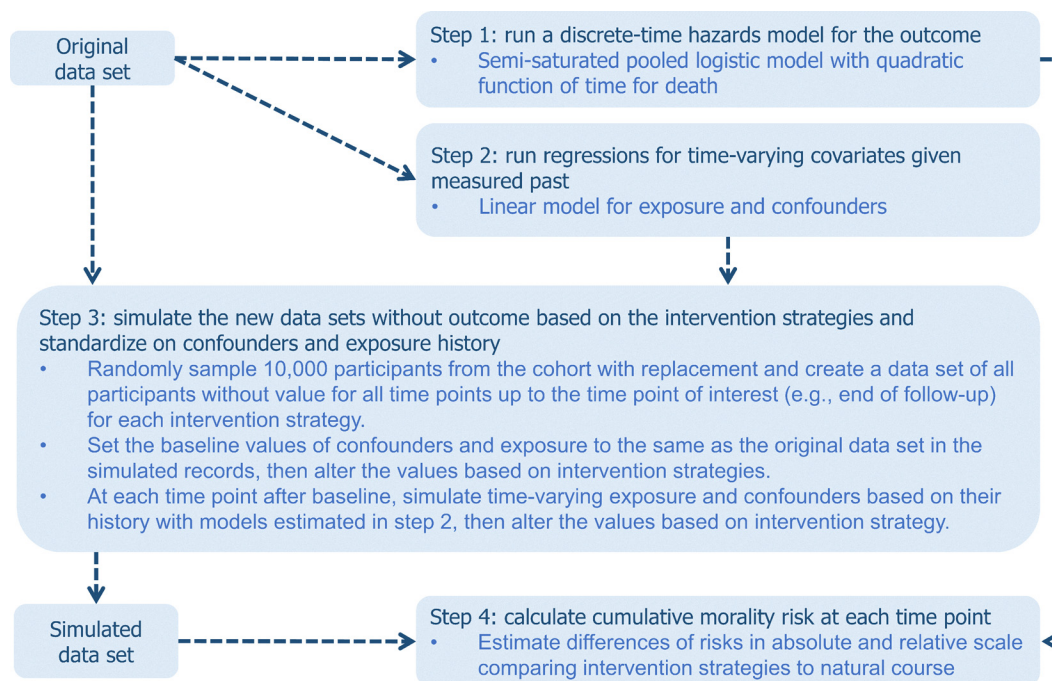 Original
data set
Step 1: run a discrete-time hazards model for the outcome
• Semi-saturated pooled logistic model with quadratic
function of time for death
Step 2: run regressions for time-varying covariates given
measured past
• Linear model for exposure and confounders
Step 3: simulate the new data sets without outcome based on the intervention strategies and
standardize on confounders and exposure history
• Randomly sample 10,000 participants from the cohort with replacement and create a data set of all
participants without value for all time points up to the time point of interest (e.g., end of follow-up)
for each intervention strategy.
• Set the baseline values of confounders and exposure to the same as the original data set in the
simulated records, then alter the values based on intervention strategies.
• At each time point after baseline, simulate time-varying exposure and confounders based on their
history with models estimated in step 2, then alter the values based on intervention strategy.
Simulated
data set
Step 4: calculate cumulative morality risk at each time point
• Estimate differences of risks in absolute and relative scale
comparing intervention strategies to natural course